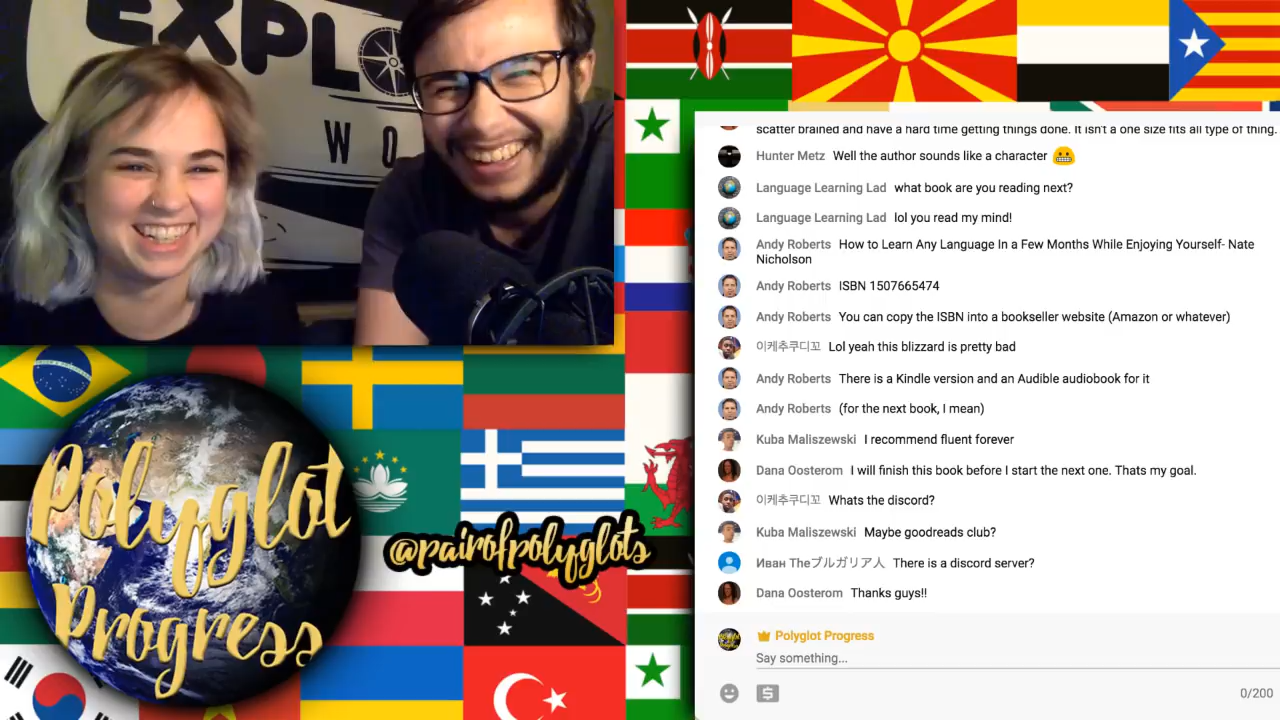 EXPLO
WO
scatter brained and have a hard time getting things done. It isn't a one size fits all type of thing.
Hunter Metz Well the author sounds like a character
Language Learning Lad what book are you reading next?
Language Learning Lad lol you read my mind!
Andy Roberts How to Learn Any Language In a Few Months While Enjoying Yourself- Nate
Nicholson
Andy Roberts ISBN 1507665474
Andy Roberts You can copy the ISBN into a bookseller website (Amazon or whatever)
이케추쿠디꼬 Lol yeah this blizzard is pretty bad
Andy Roberts There is a Kindle version and an Audible audiobook for it
Andy Roberts (for the next book, I mean)
Kuba Maliszewski I recommend fluent forever
Dana Oosterom I will finish this book before I start the next one. Thats my goal.
이케추쿠디꼬 Whats the discord?
Kuba Maliszewski Maybe goodreads club?
Иван Theブルガリア人 There is a discord server?
Dana Oosterom Thanks guys!!
Polyglot Progress
Say something...
0/200
Polyglot
Progress
@pairofpolyglots